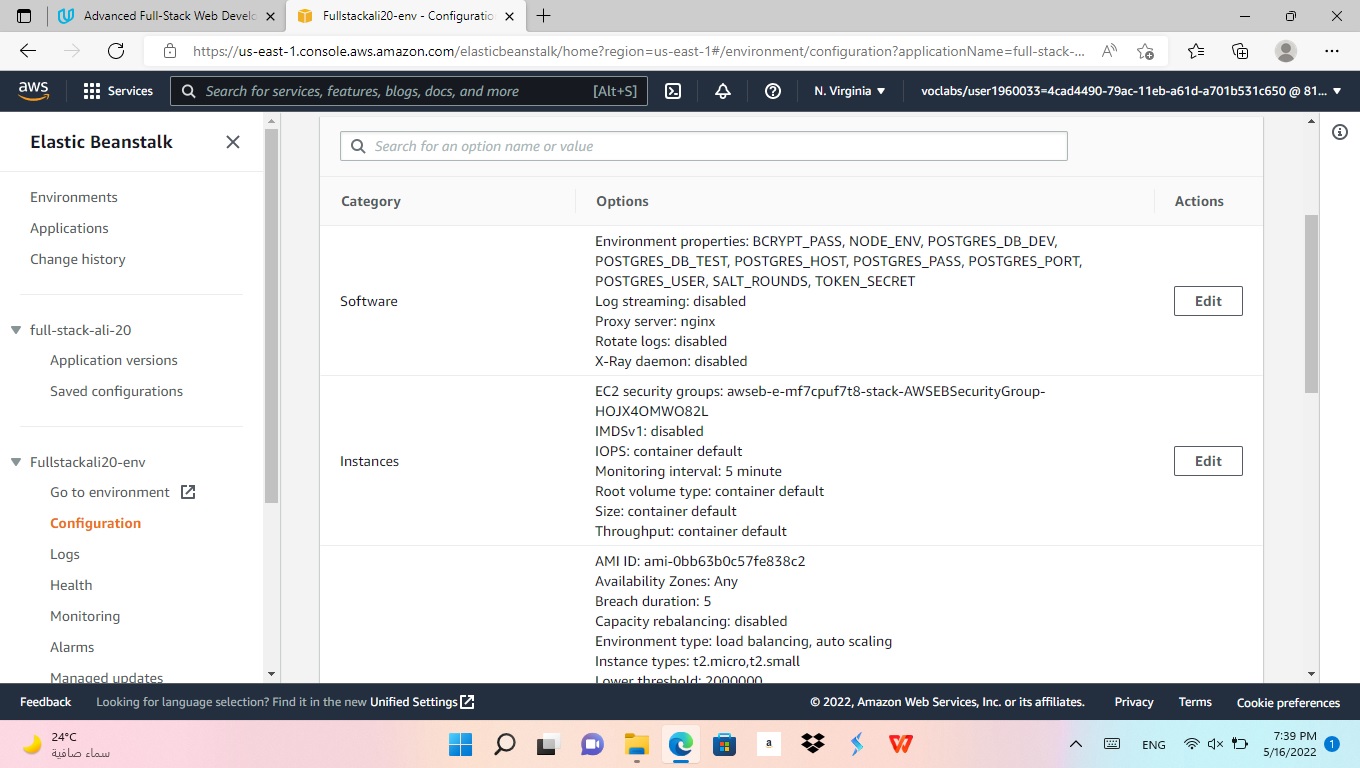 Advanced Full-Stack Web Develo
Fullstackali20-env - Configuratio
https://us-east-1.console.aws.amazon.com/elasticbeanstalk/home?region=us-east-1#/environment/configuration?applicationName=full-stack-...
aws
Services
Search for services, features, blogs, docs, and more
[Alt+S]
N. Virginia
voclabs/user1960033=4cad4490-79ac-11eb-a61d-a701b531c650 @ 81...
Elastic Beanstalk
Environments
Applications
Change history
full-stack-ali-20
Application versions
Saved configurations
Fullstackali20-env
Go to environment
Configuration
Logs
Health
Monitoring
Alarms
Managed updates
Search for an option name or value
Category
Options
Actions
Software
Environment properties: BCRYPT_PASS, NODE_ENV, POSTGRES_DB_DEV,
POSTGRES_DB_TEST, POSTGRES_HOST, POSTGRES_PASS, POSTGRES_PORT,
POSTGRES_USER, SALT_ROUNDS, TOKEN_SECRET
Log streaming: disabled
Proxy server: nginx
Rotate logs: disabled
X-Ray daemon: disabled
Edit
Instances
EC2 security groups: awseb-e-mf7cpuf7t8-stack-AWSEBSecurityGroup-
HOJX4OMWO82L
IMDSv1: disabled
IOPS: container default
Monitoring interval: 5 minute
Root volume type: container default
Size: container default
Throughput: container default
Edit
AMI ID: ami-0bb63b0c57fe838c2
Availability Zones: Any
Breach duration: 5
Capacity rebalancing: disabled
Environment type: load balancing, auto scaling
Instance types: t2.micro,t2.small
Lower threshold: 2000000
Feedback
Looking for language selection? Find it in the new Unified Settings
© 2022, Amazon Web Services, Inc. or its affiliates.
Privacy
Terms
Cookie preferences
24°C
سماء صافية
a
ENG
7:39 PM
5/16/2022
1